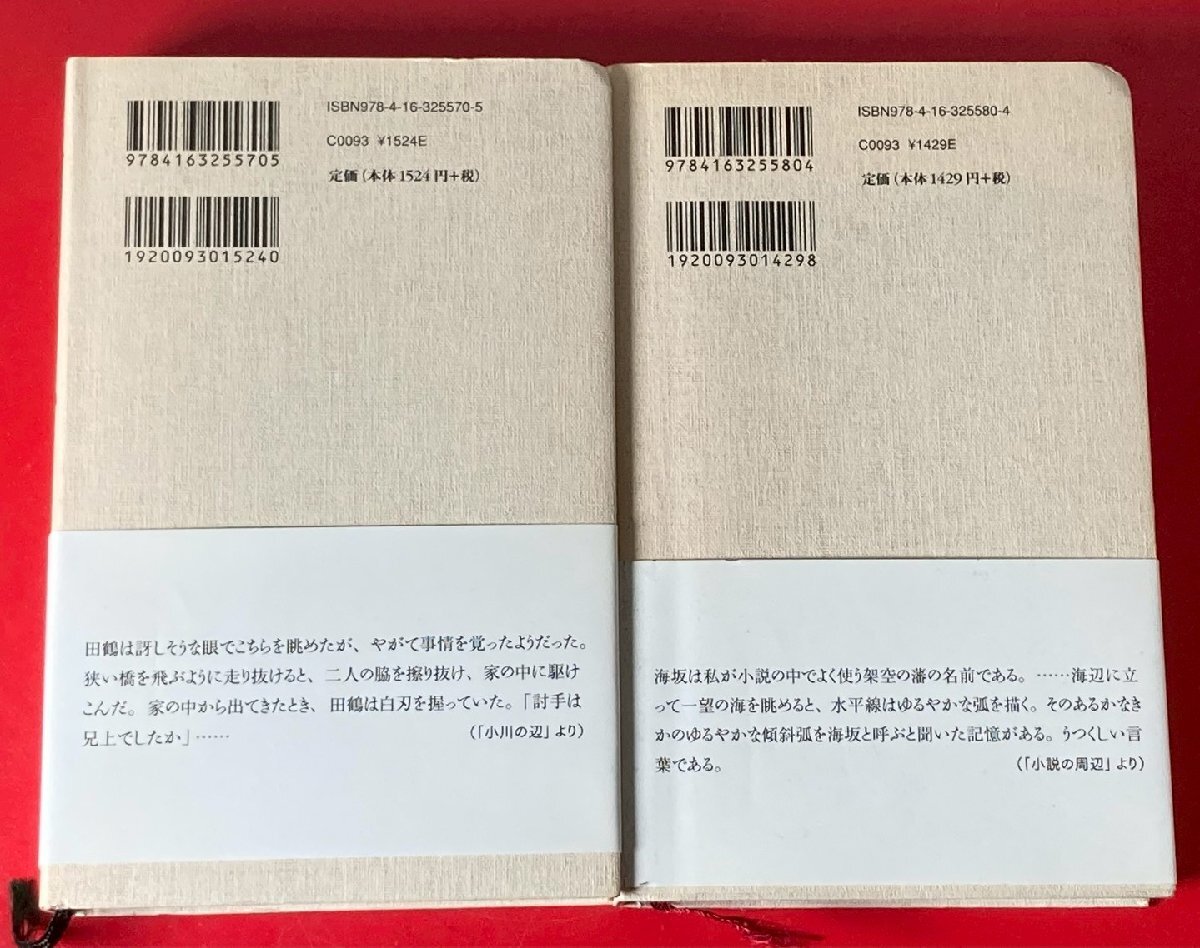 ISBN978-4-16-325570-5
9784163255705
C0093 ¥1524E
定価(本体1524円+税)
1920093015240
田鶴は訝しそうな眼でこちらを眺めたが、やがて事情を覚ったようだった。
狭い橋を飛ぶように走り抜けると、二人の脇を擦り抜け、家の中に駆け
こんだ。家の中から出てきたとき、田鶴は白刃を握っていた。「討手は
兄上でしたか」……
(「小川の辺」より)
ISBN978-4-16-325580-4
9784163255804
C0093 ¥1429E
定価(本体1429円+税)
1920093014298
海坂は私が小説の中でよく使う架空の藩の名前である。……海辺に立
って一望の海を眺めると、水平線はゆるやかな弧を描く。そのあるかなき
かのゆるやかな傾斜弧を海坂と呼ぶと聞いた記憶がある。うつくしい言
葉である。
(「小説の周辺」より)